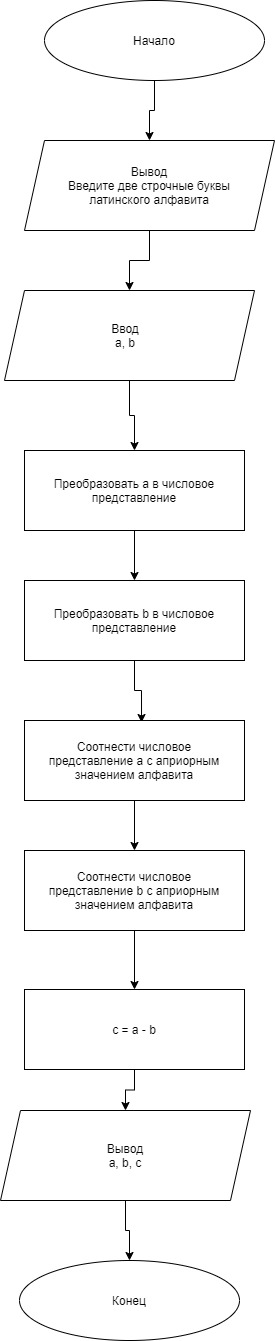 Начало
Вывод
Введите две строчные буквы
латинского алфавита
Ввод
a, b
Преобразовать a в числовое
представление
Преобразовать b в числовое
представление
Соотнести числовое
представление a с априорным
значением алфавита
Соотнести числовое
представление b с априорным
значением алфавита
c = a - b
Вывод
a, b, c
Конец